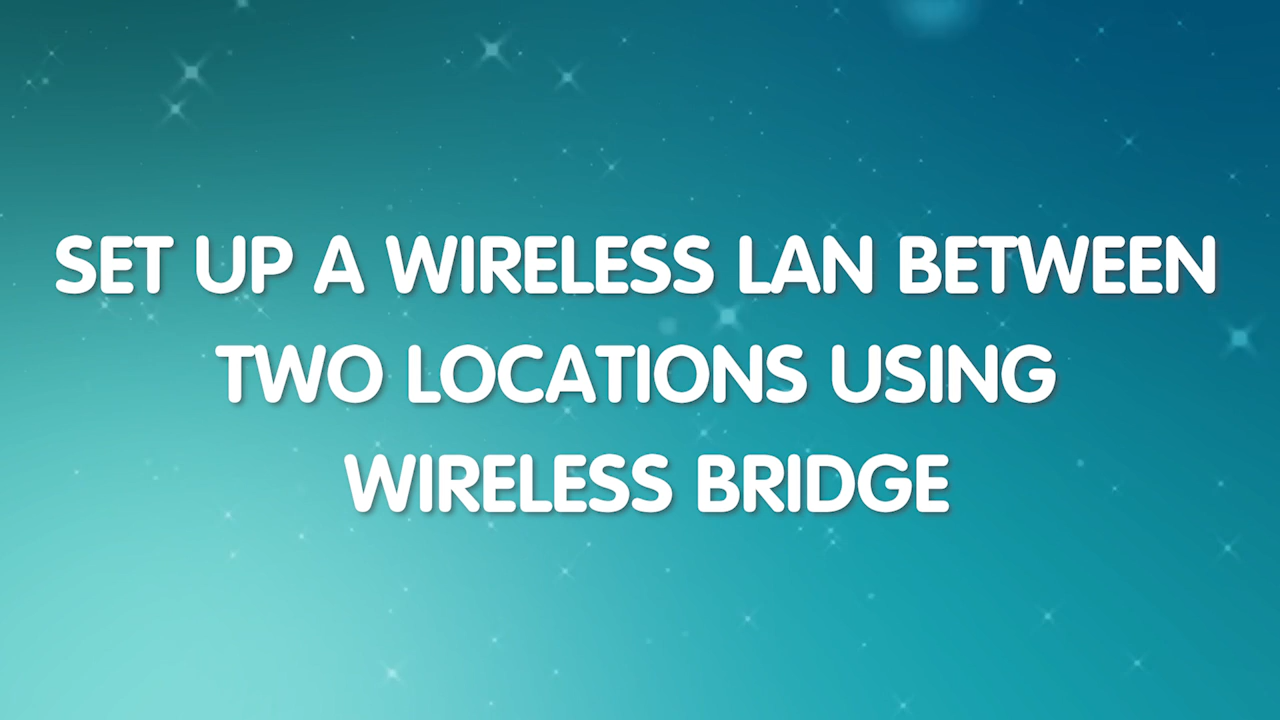 SET UP A WIRELESS LAN BETWEEN
TWO LOCATIONS USING
WIRELESS BRIDGE